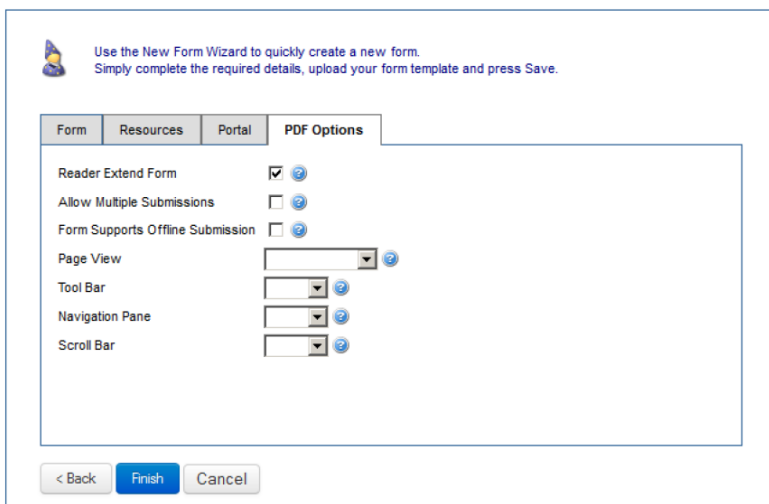 Use the New Form Wizard to quickly create a new form.
Simply complete the required details, upload your form template and press Save.
Form Resources Portal PDF Options
Reader Extend Form
Allow Multiple Submissions
Form Supports Offline Submission
Page View
Tool Bar
Navigation Pane
Scroll Bar
< Back Finish Cancel